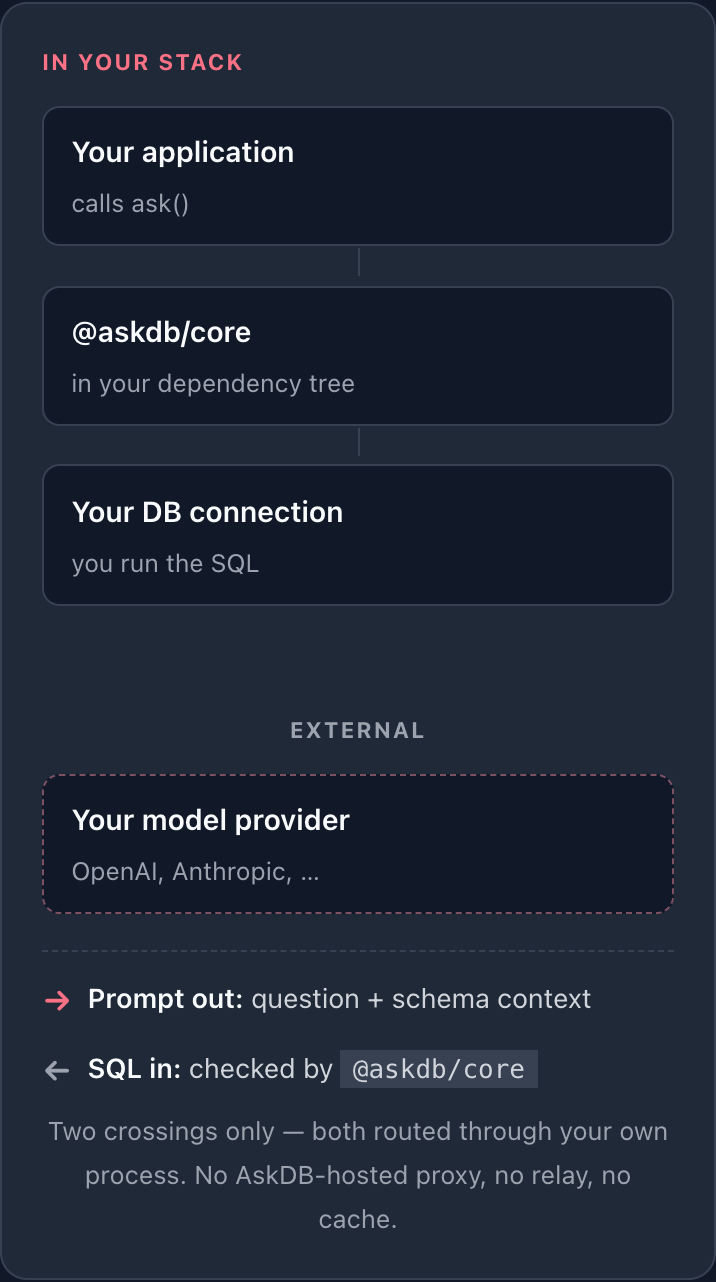 IN YOUR STACK
Your application
calls ask()
@askdb/core
in your dependency tree
Your DB connection
you run the SQL
EXTERNAL
Your model provider
OpenAI, Anthropic, ...
→ Prompt out: question + schema context
← SQL in: checked by @askdb/core
Two crossings only — both routed through your own
process. No AskDB-hosted proxy, no relay, no
cache.